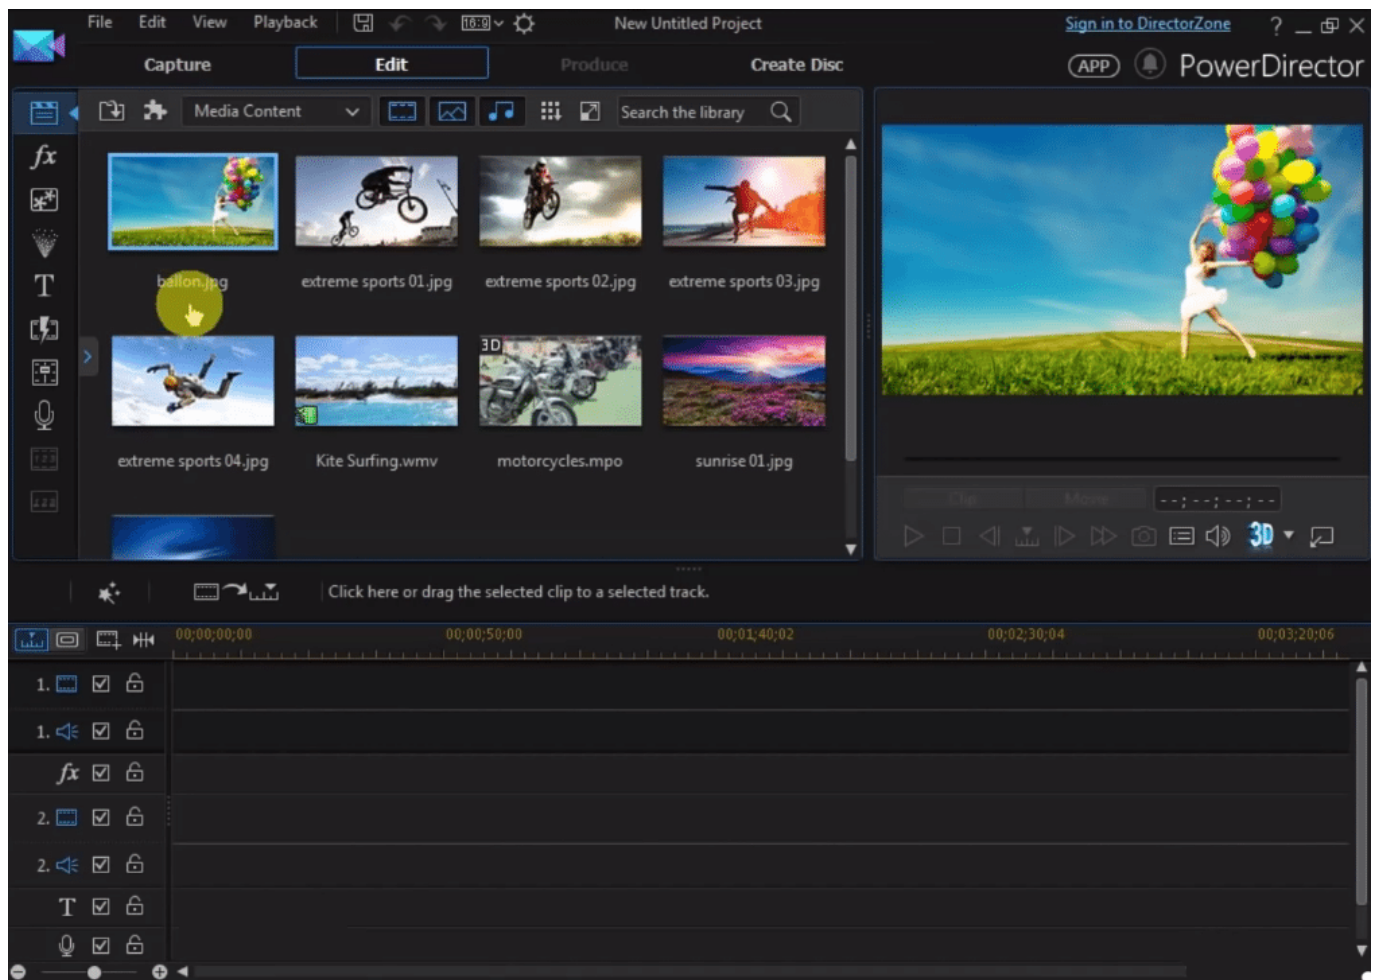 File Edit View Playback 16:9 New Untitled Project Sign in to DirectorZone ?
Capture Edit Produce Create Disc APP PowerDirector
Media Content Search the library
fx
T
ballon.jpg extreme sports 01.jpg extreme sports 02.jpg extreme sports 03.jpg
3D
extreme sports 04.jpg Kite Surfing.wmv motorcycles.mpo sunrise 01.jpg
Clip Movie --;--;--;--
3D
Click here or drag the selected clip to a selected track.
00;00;00;00 00;00;50;00 00;01;40;02 00;02;30;04 00;03;20;06
1.
1.
fx
2.
2.
T